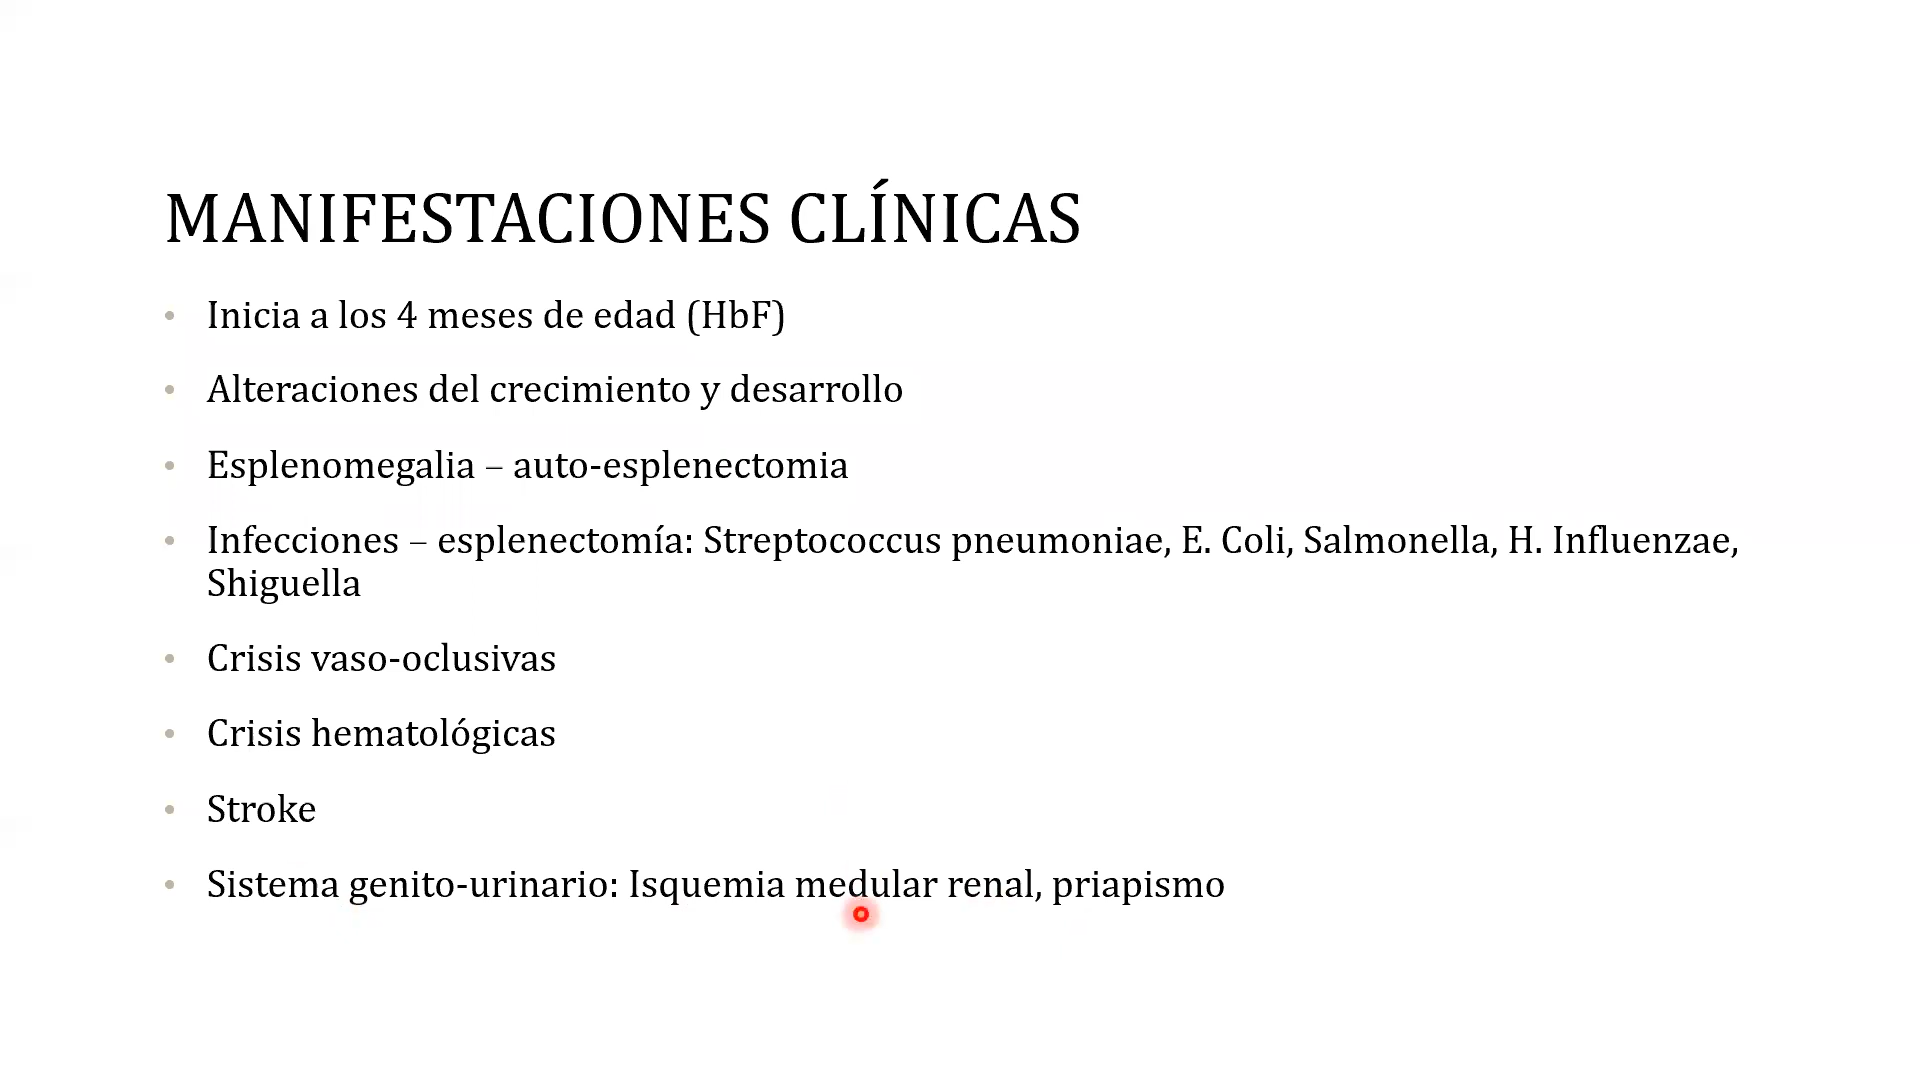 MANIFESTACIONES CLÍNICAS
• Inicia a los 4 meses de edad (HbF)
• Alteraciones del crecimiento y desarrollo
• Esplenomegalia – auto-esplenectomia
• Infecciones – esplenectomía: Streptococcus pneumoniae, E. Coli, Salmonella, H. Influenzae,
Shiguella
• Crisis vaso-oclusivas
• Crisis hematológicas
• Stroke
• Sistema genito-urinario: Isquemia medular renal, priapismo